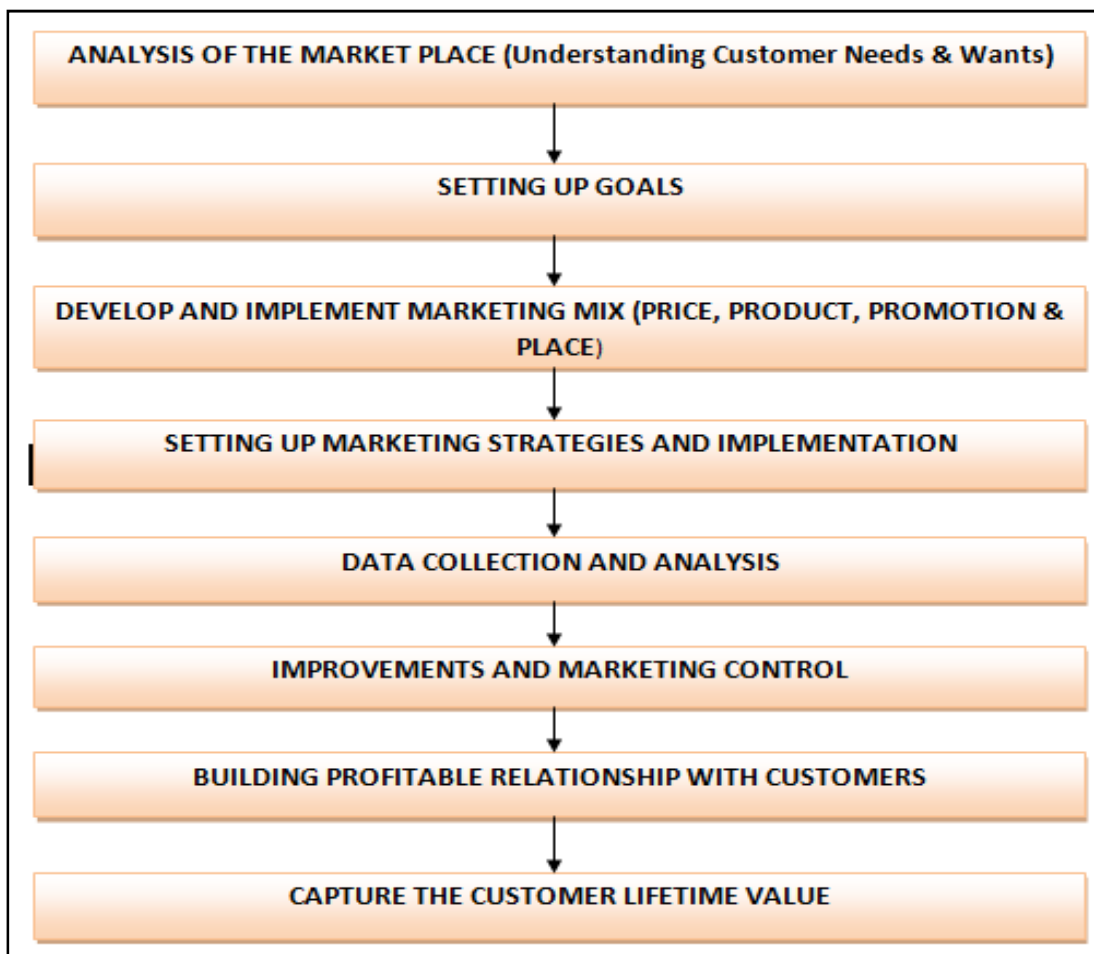 ANALYSIS OF THE MARKET PLACE (Understanding Customer Needs & Wants)
SETTING UP GOALS
DEVELOP AND IMPLEMENT MARKETING MIX (PRICE, PRODUCT, PROMOTION &
PLACE)
SETTING UP MARKETING STRATEGIES AND IMPLEMENTATION
DATA COLLECTION AND ANALYSIS
IMPROVEMENTS AND MARKETING CONTROL
BUILDING PROFITABLE RELATIONSHIP WITH CUSTOMERS
CAPTURE THE CUSTOMER LIFETIME VALUE